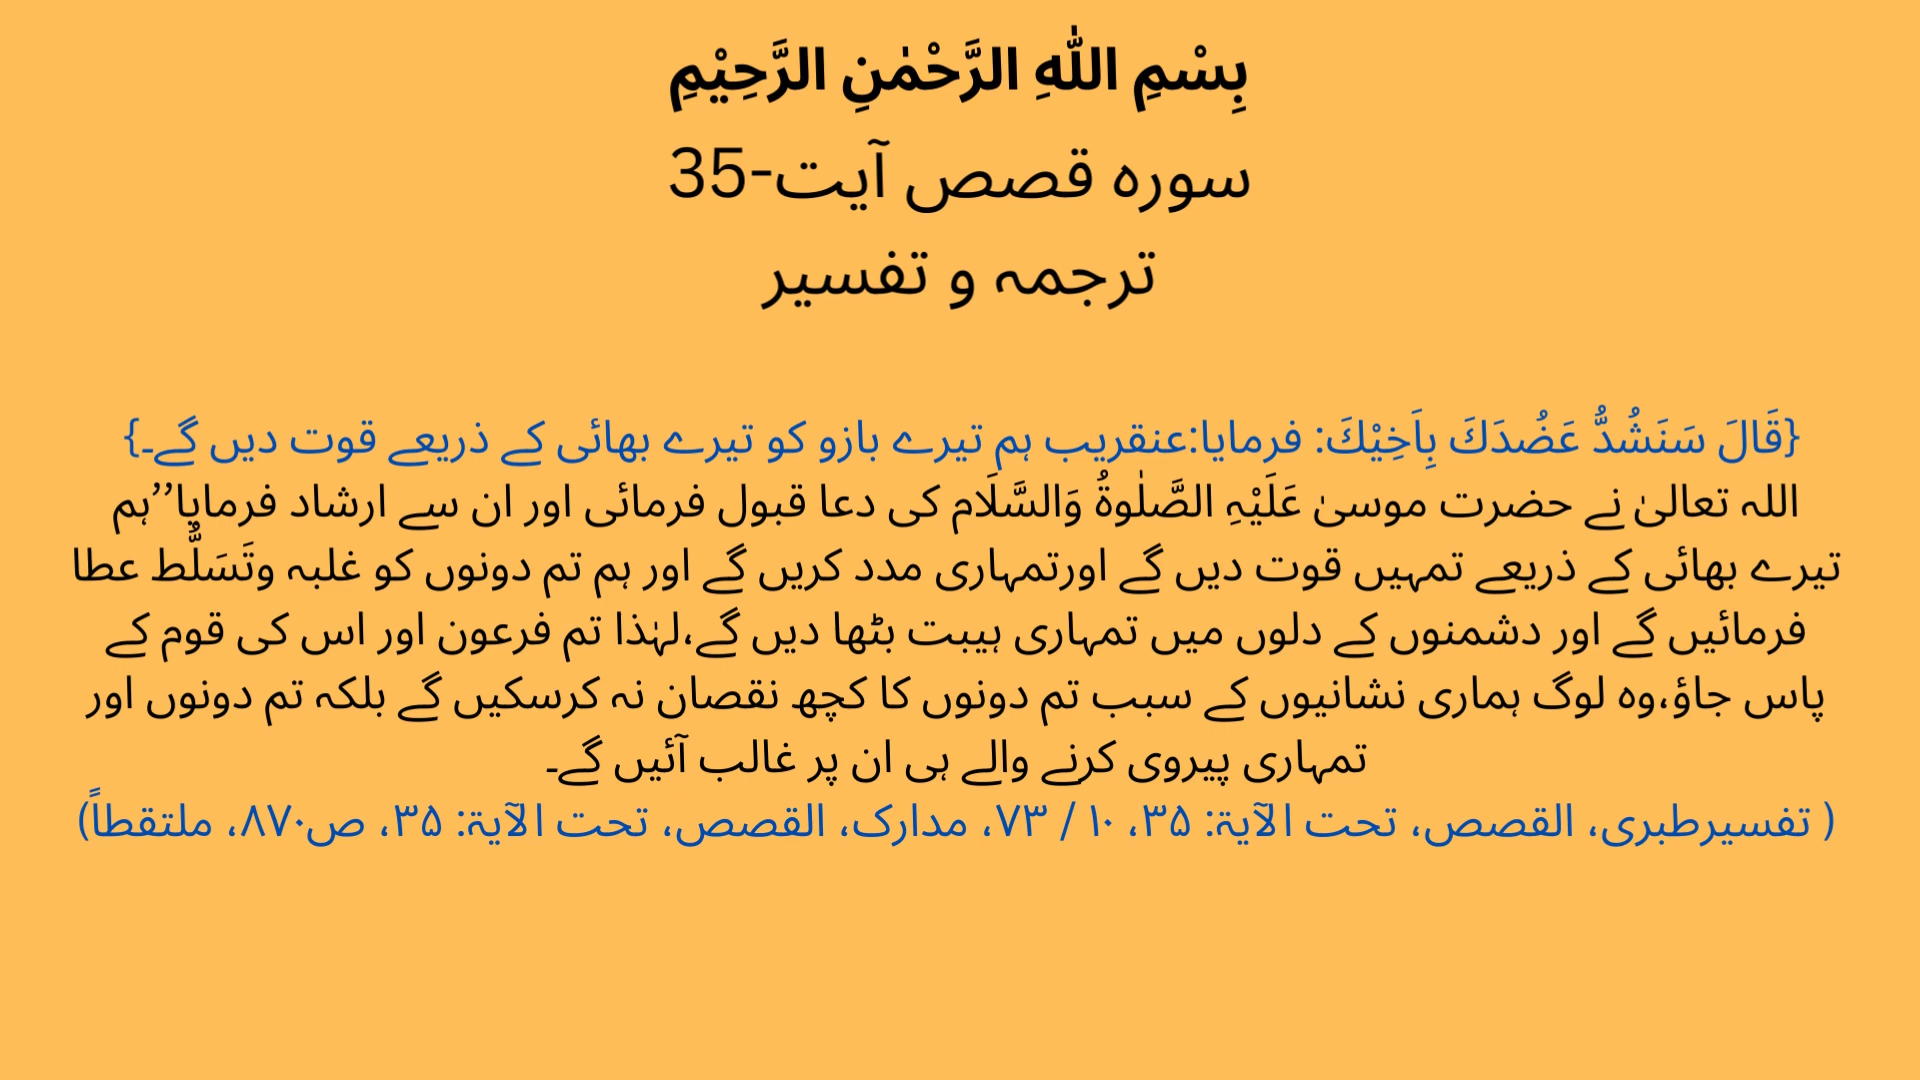 بِسْمِ اللّٰهِ الرَّحْمٰنِ الرَّحِیْمِ
سورہ قصص آیت-35
ترجمہ و تفسیر
{قَالَ سَنَشُدُّ عَضُدَكَ بِاَخِیْكَ: فرمایا:عنقریب ہم تیرے بازو کو تیرے بھائی کے ذریعے قوت دیں گے۔}
اللہ تعالیٰ نے حضرت موسیٰ عَلَیْہِ الصَّلٰوۃُ وَالسَّلَام کی دعا قبول فرمائی اور ان سے ارشاد فرمایا’’ہم
تیرے بھائی کے ذریعے تمہیں قوت دیں گے اورتمہاری مدد کریں گے اور ہم تم دونوں کو غلبہ وتَسَلُّط عطا
فرمائیں گے اور دشمنوں کے دلوں میں تمہاری ہیبت بٹھا دیں گے،لہٰذا تم فرعون اور اس کی قوم کے
پاس جاؤ،وہ لوگ ہماری نشانیوں کے سبب تم دونوں کا کچھ نقصان نہ کرسکیں گے بلکہ تم دونوں اور
تمہاری پیروی کرنے والے ہی ان پر غالب آئیں گے۔
( تفسیرطبری، القصص، تحت الآیۃ: ۳۵، ۱۰ / ۷۳، مدارک، القصص، تحت الآیۃ: ۳۵، ص۸۷۰، ملتقطاً)